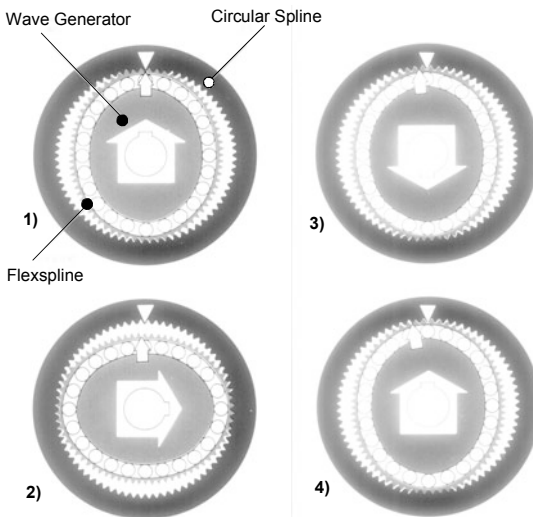 Wave Generator
Circular Spline
1)
3)
Flexspline
2)
4)